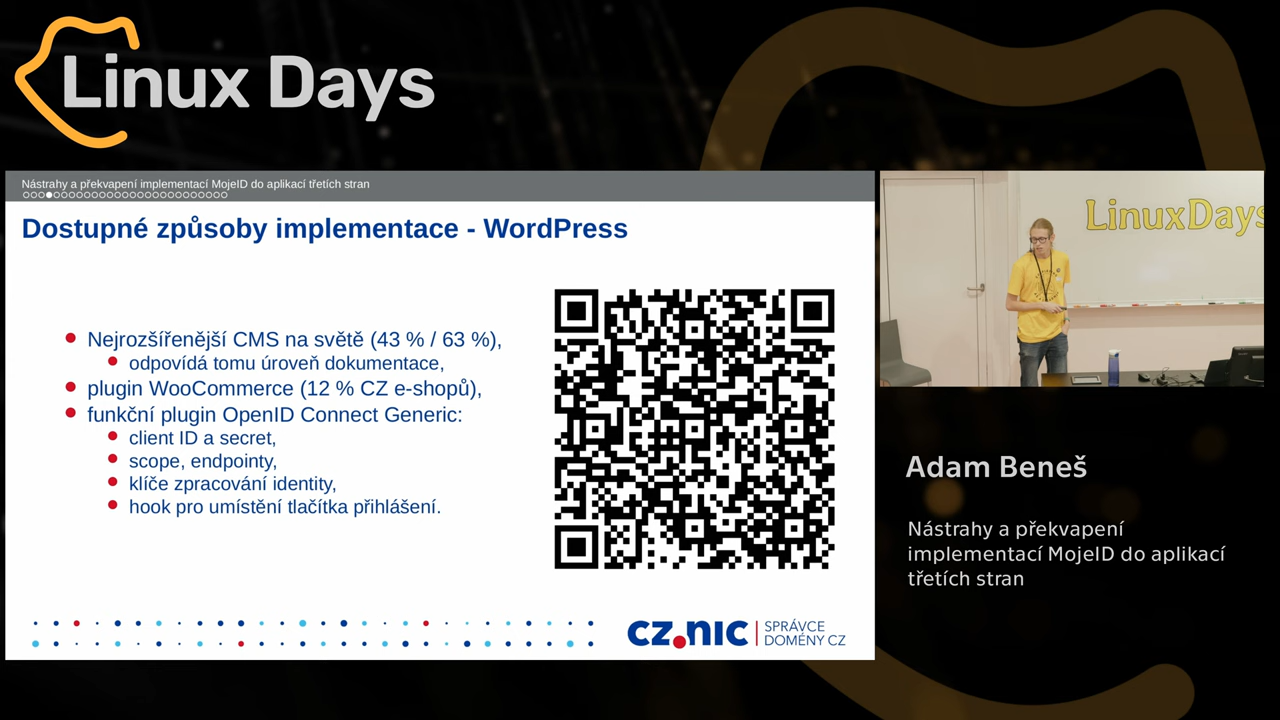 Linux Days
Nástrahy a překvapení implementací MojeID do aplikací třetích stran
Dostupné způsoby implementace - WordPress
Nejrozšířenější CMS na světě (43 % / 63 %),
odpovídá tomu úroveň dokumentace,
plugin WooCommerce (12 % CZ e-shopů),
funkční plugin OpenID Connect Generic:
client ID a secret,
scope, endpointy,
klíče zpracování identity,
hook pro umístění tlačítka přihlášení.
cz.nic
SPRÁVCE
DOMÉNY CZ
LinuxDays
Adam Beneš
Nástrahy a překvapení
implementací MojeID do aplikací
třetích stran